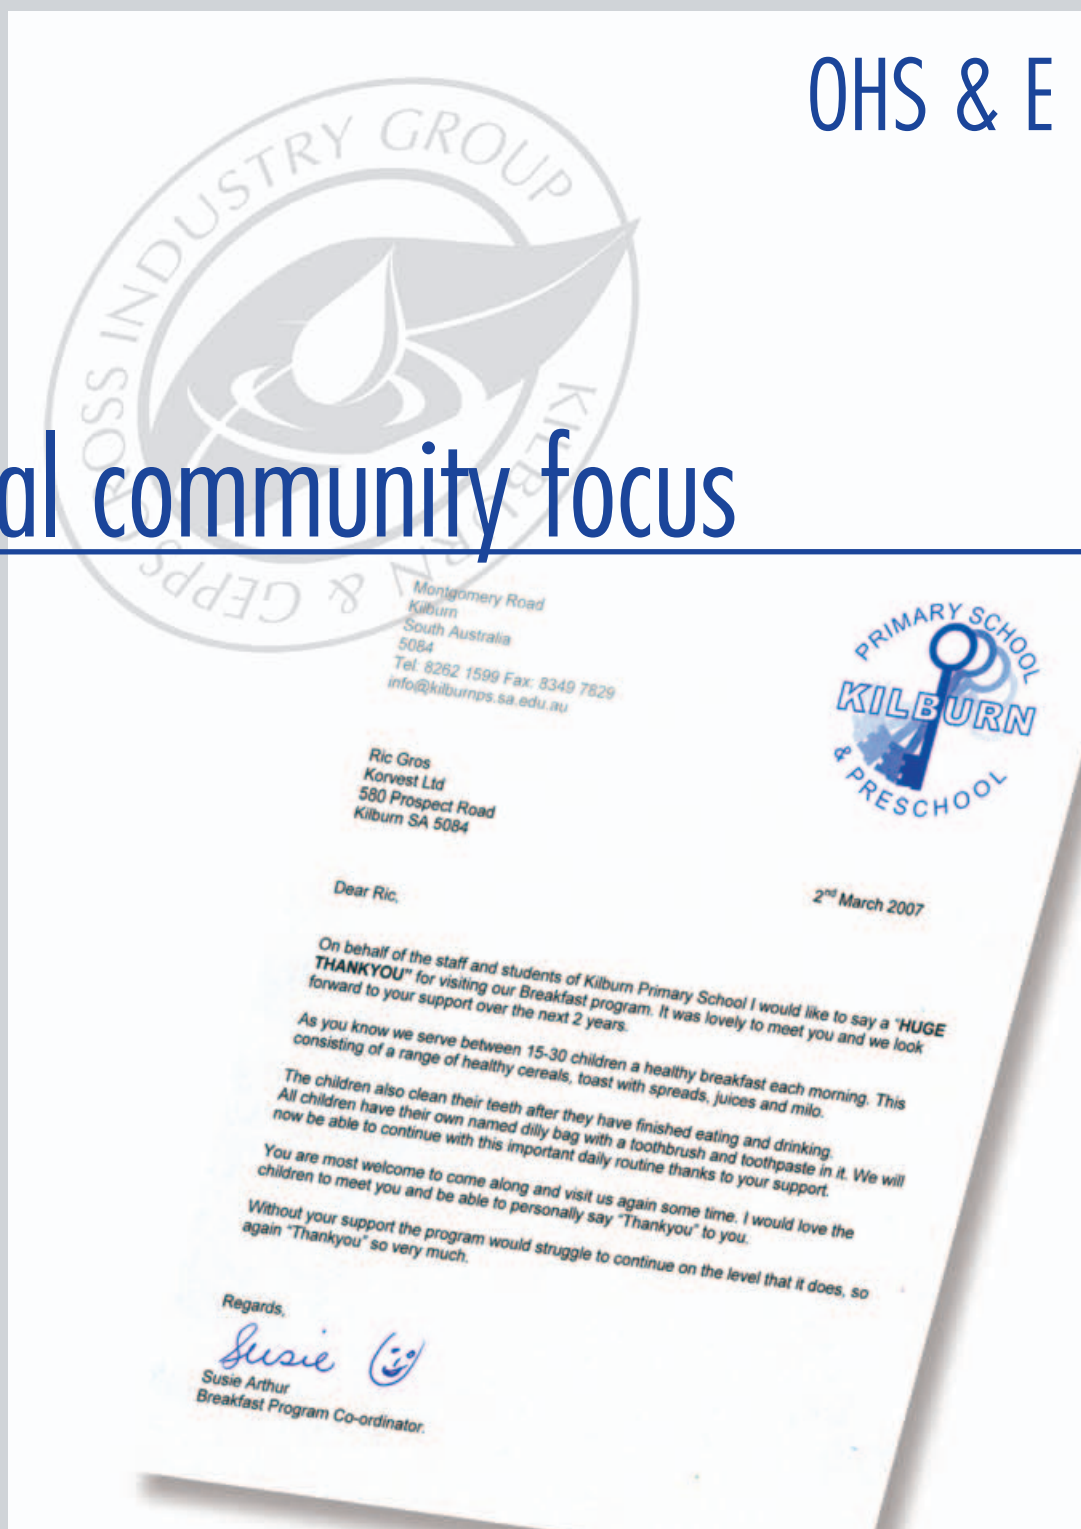 OHS & E
KILBURN & GEPPS CROSS INDUSTRY GROUP
al community focus
Montgomery Road
Kilburn
South Australia
5084
Tel: 8262 1599 Fax: 8349 7829
info@kilburnps.sa.edu.au
PRIMARY SCHOOL
KILBURN
& PRESCHOOL
Ric Gros
Korvest Ltd
580 Prospect Road
Kilburn SA 5084
2nd March 2007
Dear Ric,
On behalf of the staff and students of Kilburn Primary School I would like to say a "HUGE
THANKYOU" for visiting our Breakfast program. It was lovely to meet you and we look
forward to your support over the next 2 years.
As you know we serve between 15-30 children a healthy breakfast each morning. This
consisting of a range of healthy cereals, toast with spreads, juices and milo.
The children also clean their teeth after they have finished eating and drinking.
All children have their own named dilly bag with a toothbrush and toothpaste in it. We will
now be able to continue with this important daily routine thanks to your support.
You are most welcome to come along and visit us again some time. I would love the
children to meet you and be able to personally say "Thankyou" to you.
Without your support the program would struggle to continue on the level that it does, so
again "Thankyou" so very much.
Regards,
Susie
Susie Arthur
Breakfast Program Co-ordinator.